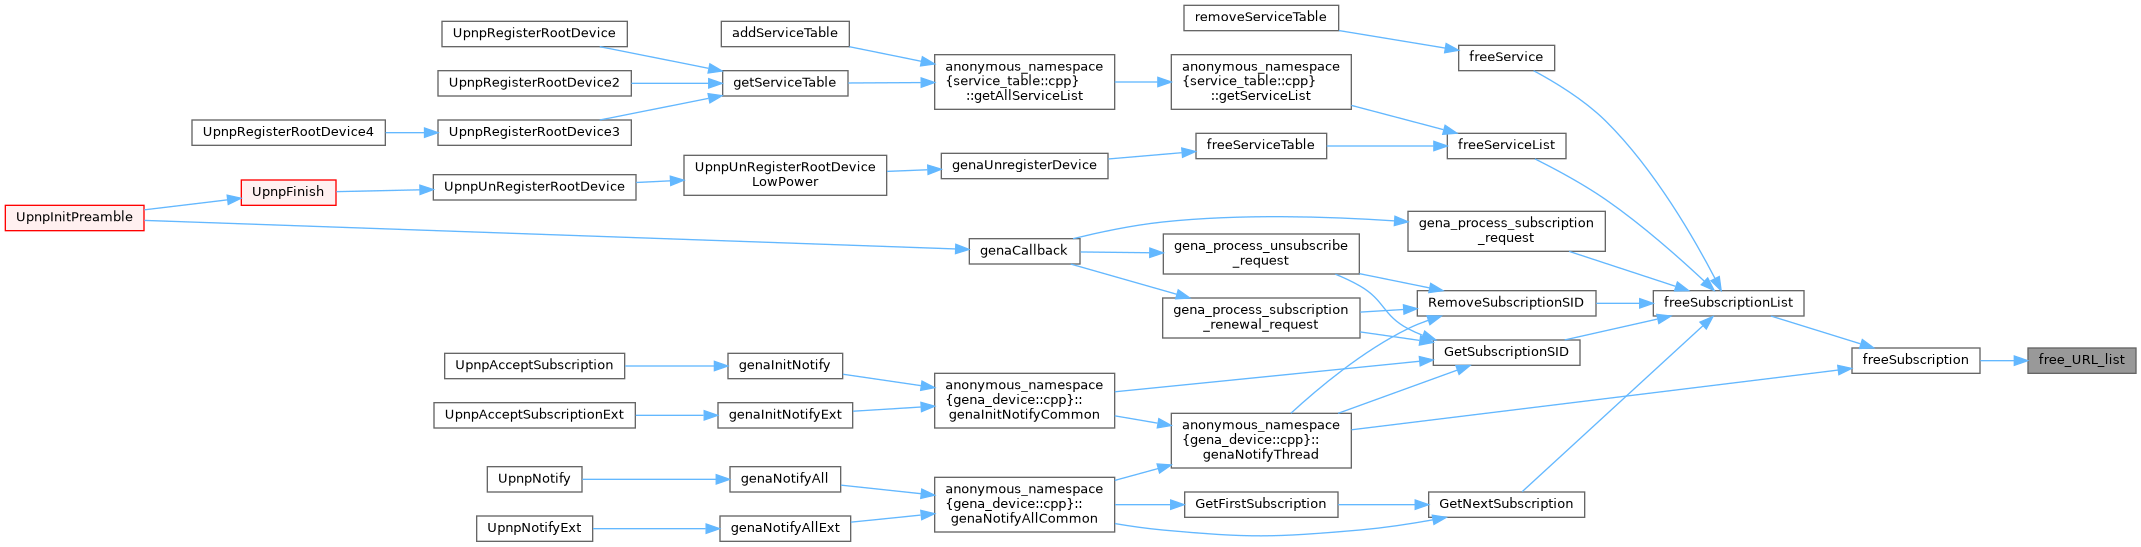 removeServiceTable
UpnpRegisterRootDevice
addServiceTable
freeService
anonymous_namespace
{service_table::cpp}
::getAllServiceList
anonymous_namespace
{service_table::cpp}
::getServiceList
UpnpRegisterRootDevice2
getServiceTable
UpnpRegisterRootDevice4
UpnpRegisterRootDevice3
freeServiceTable
freeServiceList
UpnpUnRegisterRootDevice
LowPower
genaUnregisterDevice
UpnpFinish
UpnpUnRegisterRootDevice
UpnpInitPreamble
gena_process_subscription
_request
genaCallback
gena_process_unsubscribe
_request
RemoveSubscriptionSID
freeSubscriptionList
gena_process_subscription
_renewal_request
GetSubscriptionSID
freeSubscription
free_URL_list
UpnpAcceptSubscription
genaInitNotify
anonymous_namespace
{gena_device::cpp}::
genaInitNotifyCommon
UpnpAcceptSubscriptionExt
genaInitNotifyExt
anonymous_namespace
{gena_device::cpp}::
genaNotifyThread
UpnpNotify
genaNotifyAll
anonymous_namespace
{gena_device::cpp}::
genaNotifyAllCommon
GetFirstSubscription
GetNextSubscription
UpnpNotifyExt
genaNotifyAllExt